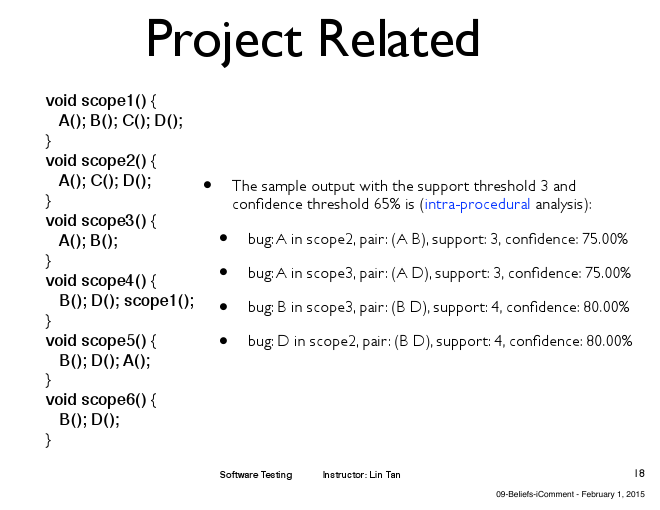 Project Related
void scope1() {
A(); B(); C(); D();
}
void scope2() {
A(); C(); D();
}
void scope3() {
A(); B();
}
void scope4() {
B(); D(); scope1();
}
void scope5() {
B(); D(); A();
}
void scope6() {
B(); D();
}
• The sample output with the support threshold 3 and
confidence threshold 65% is (intra-procedural analysis):
• bug: A in scope2, pair: (A B), support: 3, confidence: 75.00%
• bug: A in scope3, pair: (A D), support: 3, confidence: 75.00%
• bug: B in scope3, pair: (B D), support: 4, confidence: 80.00%
• bug: D in scope2, pair: (B D), support: 4, confidence: 80.00%
Software Testing Instructor: Lin Tan
18
09-Beliefs-iComment - February 1, 2015